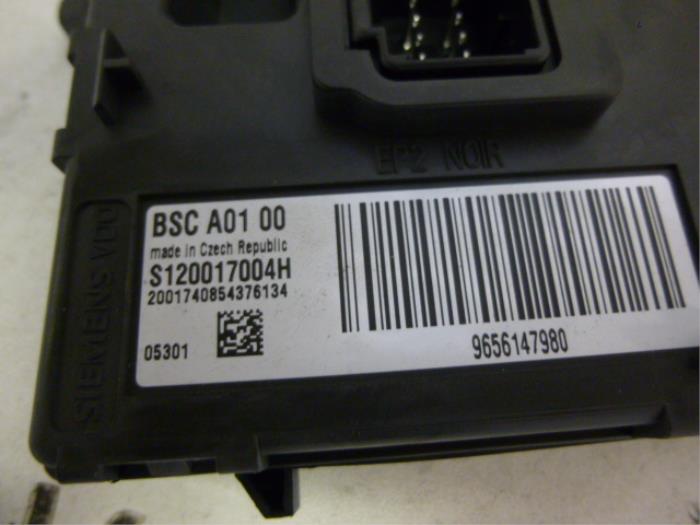 EP2 NOIR
BSC A01 00
made in Czech Republic
S120017004H
2001740854376134
05301
9656147980
SIEMENS VDO